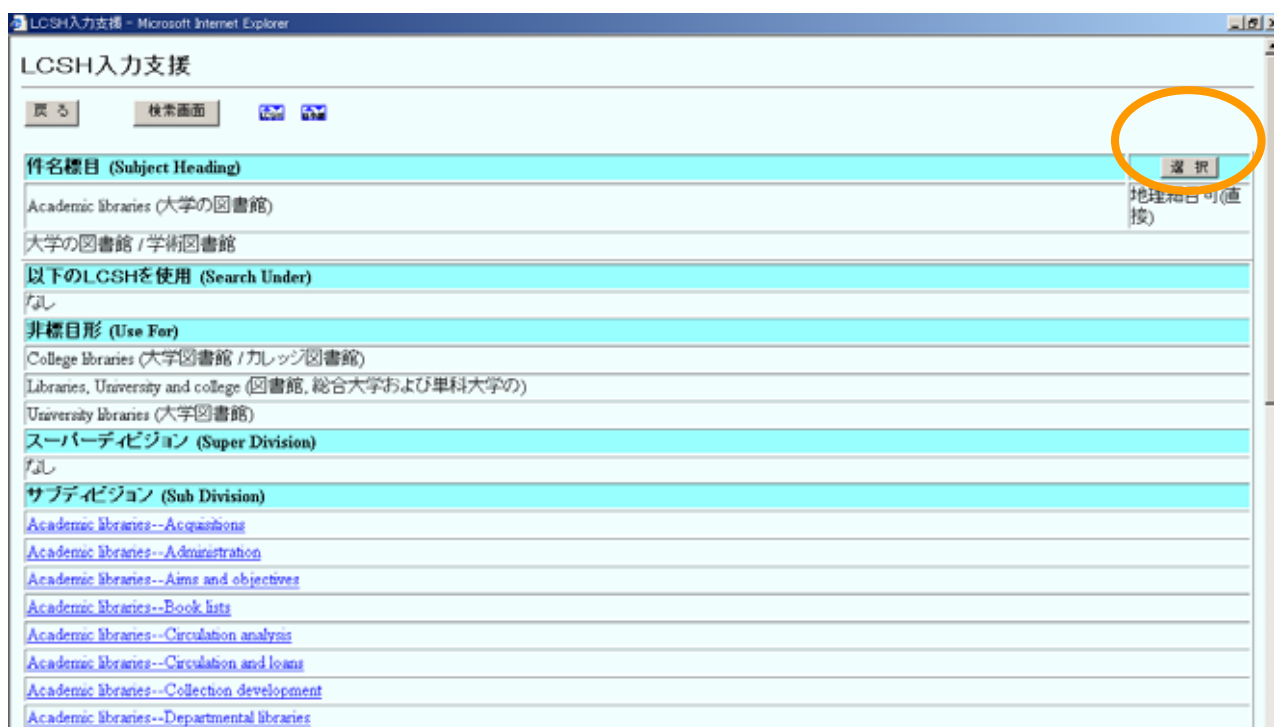 LCSH入力支援 - Microsoft Internet Explorer
LCSH入力支援
戻 る 検索画面
件名標目 (Subject Heading) 選 択
Academic libraries (大学の図書館) 地理細目可(直接)
大学の図書館 / 学術図書館
以下のLCSHを使用 (Search Under)
なし
非標目形 (Use For)
College libraries (大学図書館 / カレッジ図書館)
Libraries, University and college (図書館, 総合大学および単科大学の)
University libraries (大学図書館)
スーパーディビジョン (Super Division)
なし
サブディビジョン (Sub Division)
Academic libraries--Acquisitions
Academic libraries--Administration
Academic libraries--Aims and objectives
Academic libraries--Book lists
Academic libraries--Circulation analysis
Academic libraries--Circulation and loans
Academic libraries--Collection development
Academic libraries--Departmental libraries